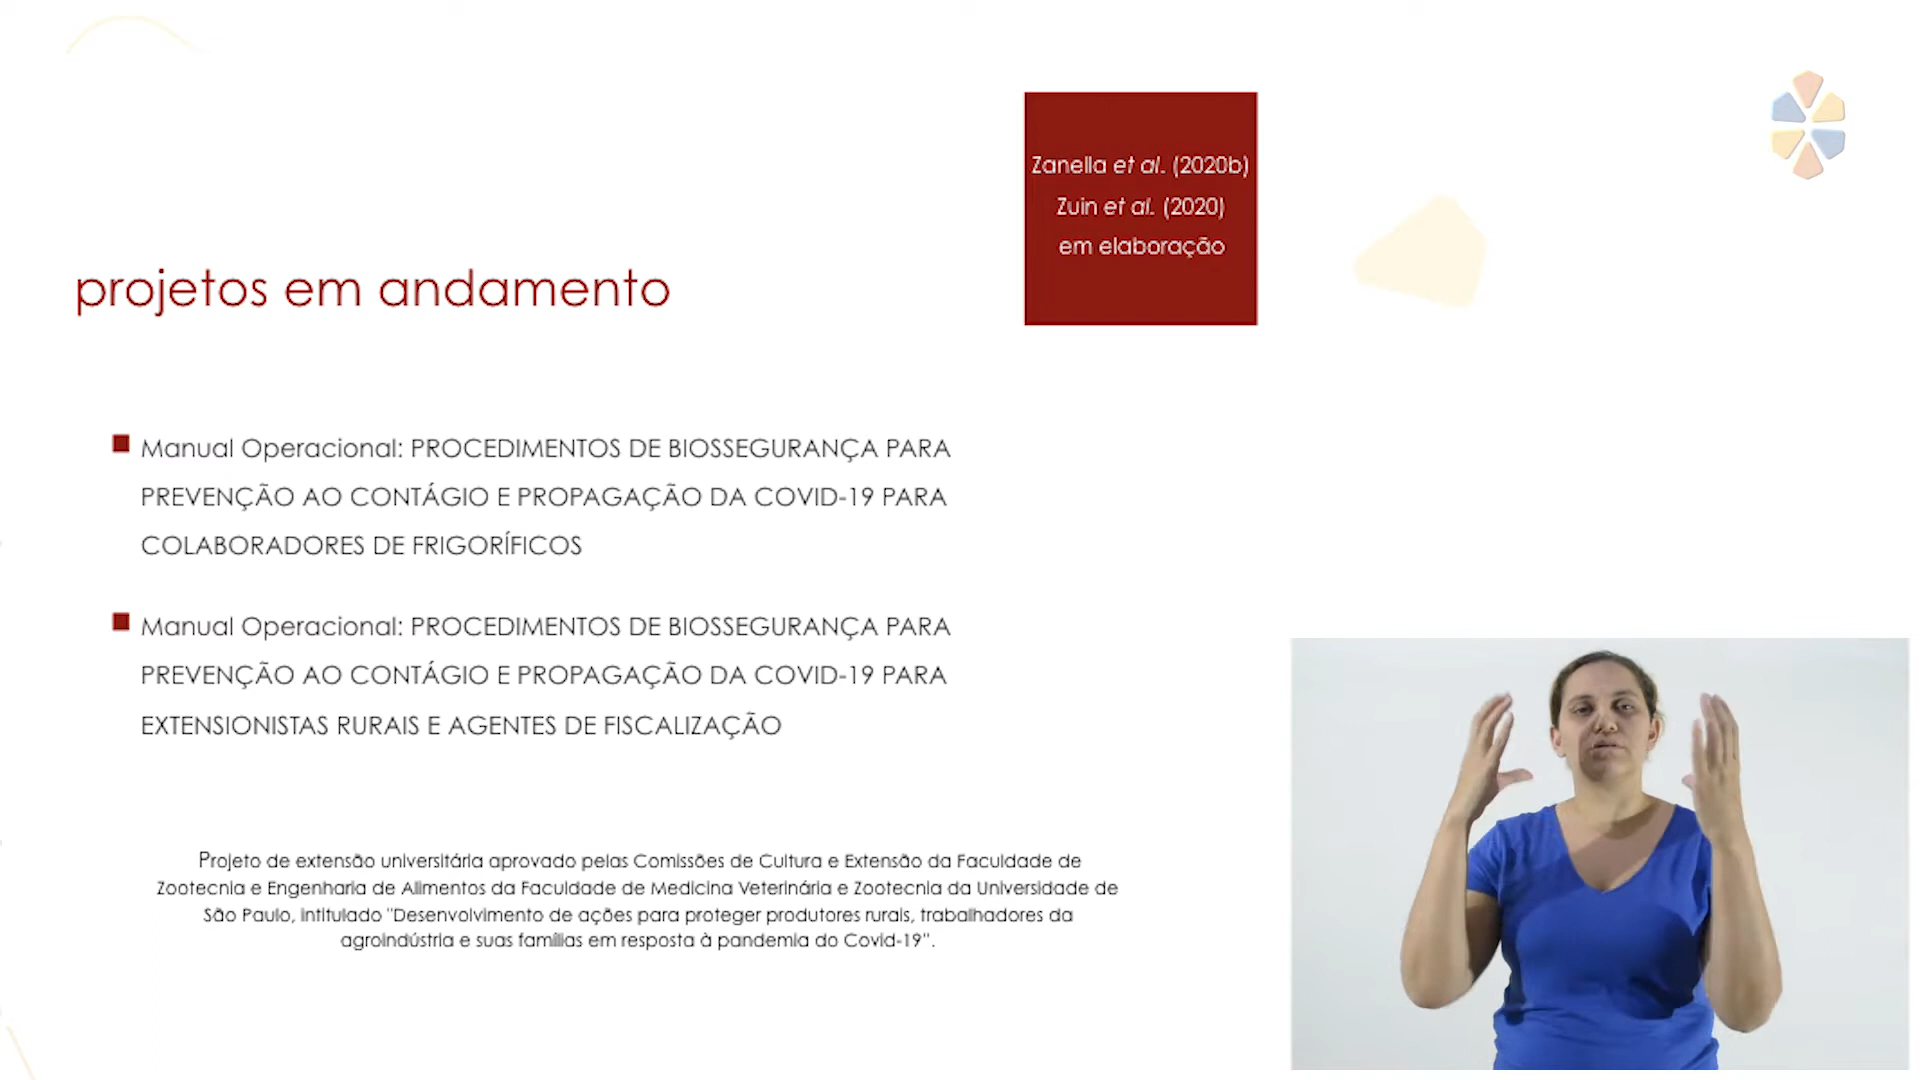 Zanella et al. (2020b)
Zuin et al. (2020)
em elaboração
projetos em andamento
Manual Operacional: PROCEDIMENTOS DE BIOSSEGURANÇA PARA
PREVENÇÃO AO CONTÁGIO E PROPAGAÇÃO DA COVID-19 PARA
COLABORADORES DE FRIGORÍFICOS
Manual Operacional: PROCEDIMENTOS DE BIOSSEGURANÇA PARA
PREVENÇÃO AO CONTÁGIO E PROPAGAÇÃO DA COVID-19 PARA
EXTENSIONISTAS RURAIS E AGENTES DE FISCALIZAÇÃO
Projeto de extensão universitária aprovado pelas Comissões de Cultura e Extensão da Faculdade de
Zootecnia e Engenharia de Alimentos da Faculdade de Medicina Veterinária e Zootecnia da Universidade de
São Paulo, intitulado "Desenvolvimento de ações para proteger produtores rurais, trabalhadores da
agroindústria e suas famílias em resposta à pandemia do Covid-19".